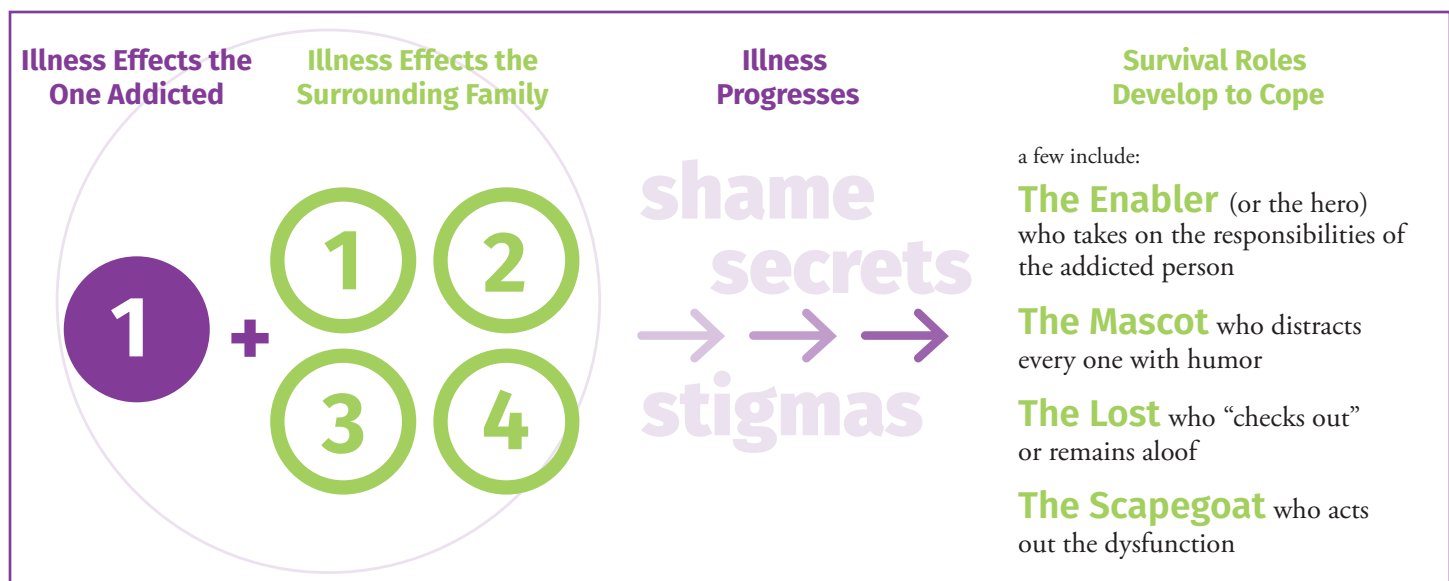 Illness Effects the
One Addicted
Illness Effects the
Surrounding Family
1
+
1
2
3
4
Illness
Progresses
shame
secrets
stigmas
Survival Roles
Develop to Cope
a few include:
The Enabler (or the hero)
who takes on the responsibilities of
the addicted person
The Mascot who distracts
every one with humor
The Lost who “checks out”
or remains aloof
The Scapegoat who acts
out the dysfunction